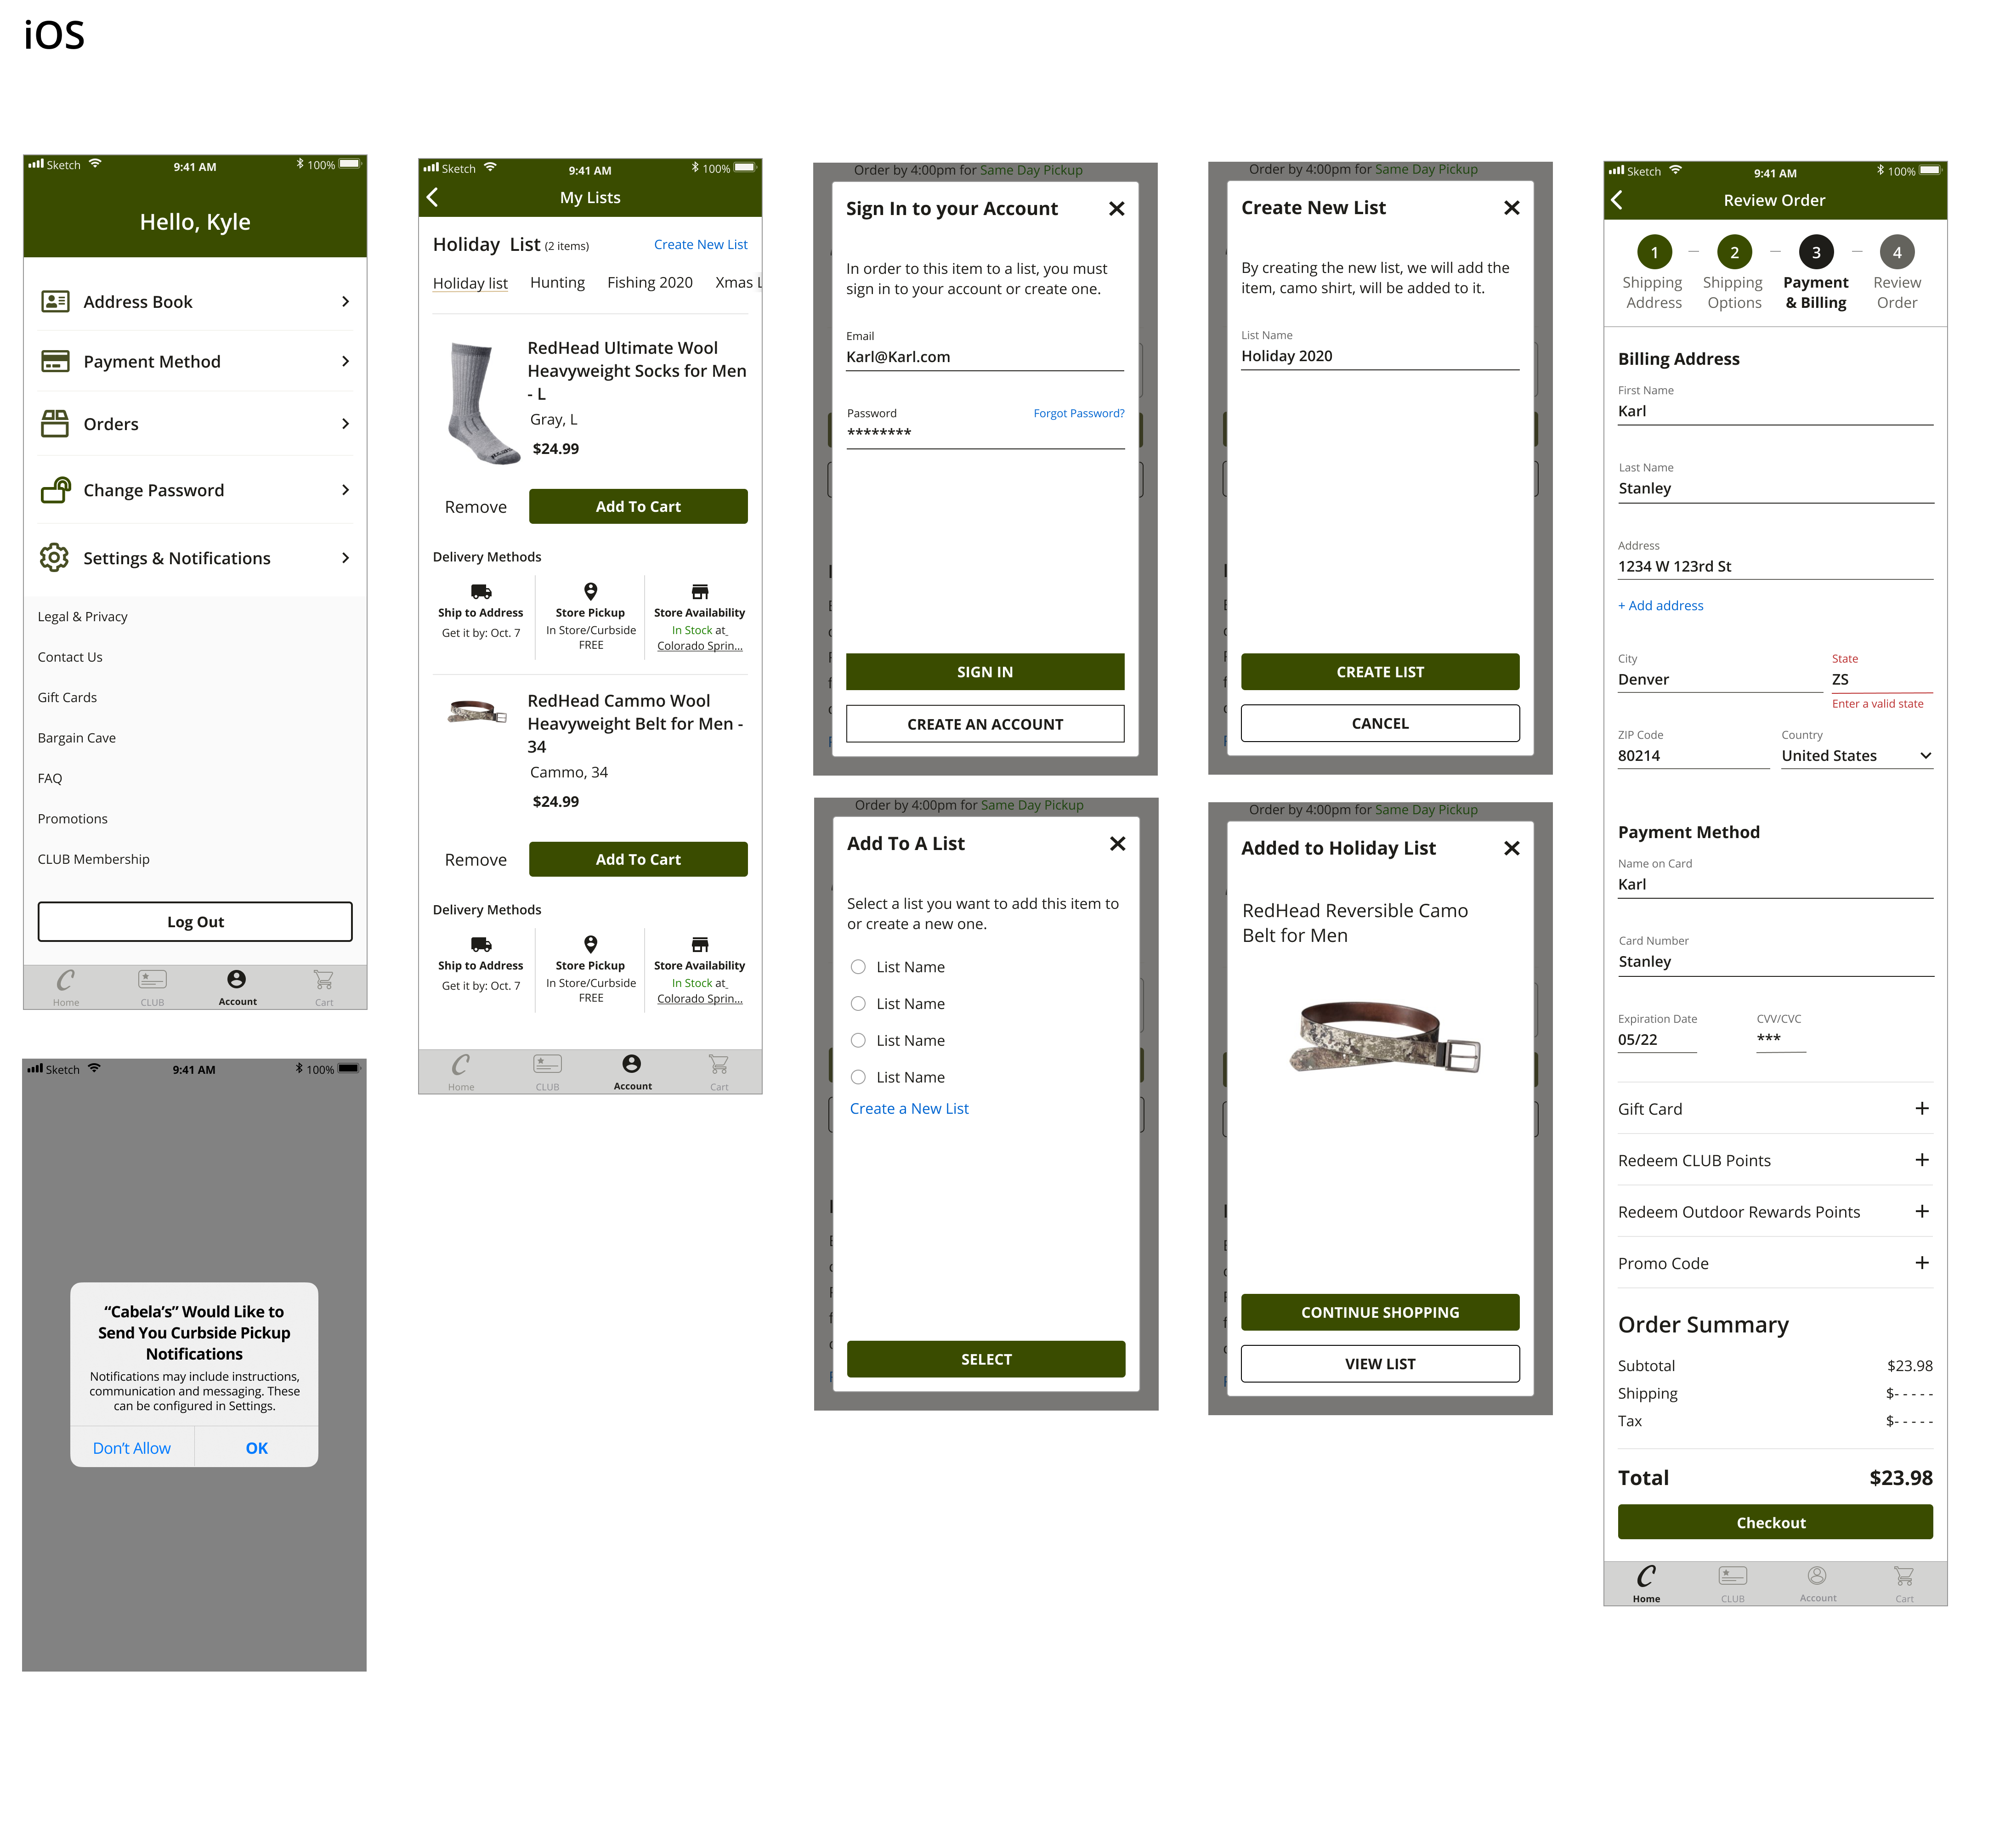 iOS
Sketch 9:41 AM 100%
Hello, Kyle
Address Book
Payment Method
Orders
Change Password
Settings & Notifications
Legal & Privacy
Contact Us
Gift Cards
Bargain Cave
FAQ
Promotions
CLUB Membership
Log Out
Home CLUB Account Cart
Sketch 9:41 AM 100%
“Cabela’s” Would Like to
Send You Curbside Pickup
Notifications
Notifications may include instructions,
communication and messaging. These
can be configured in Settings.
Don’t Allow OK
Sketch 9:41 AM 100%
My Lists
Holiday List (2 items) Create New List
Holiday list Hunting Fishing 2020 Xmas L
RedHead Ultimate Wool
Heavyweight Socks for Men
- L
Gray, L
$24.99
Remove Add To Cart
Delivery Methods
Ship to Address Store Pickup Store Availability
Get it by: Oct. 7 In Store/Curbside In Stock at
FREE Colorado Sprin...
RedHead Cammo Wool
Heavyweight Belt for Men -
34
Cammo, 34
$24.99
Remove Add To Cart
Delivery Methods
Ship to Address Store Pickup Store Availability
Get it by: Oct. 7 In Store/Curbside In Stock at
FREE Colorado Sprin...
Home CLUB Account Cart
Order by 4:00pm for Same Day Pickup
Sign In to your Account
In order to this item to a list, you must
sign in to your account or create one.
Email
Karl@Karl.com
Password Forgot Password?
********
SIGN IN
CREATE AN ACCOUNT
Order by 4:00pm for Same Day Pickup
Add To A List
Select a list you want to add this item to
or create a new one.
List Name
List Name
List Name
List Name
Create a New List
SELECT
Order by 4:00pm for Same Day Pickup
Create New List
By creating the new list, we will add the
item, camo shirt, will be added to it.
List Name
Holiday 2020
CREATE LIST
CANCEL
Order by 4:00pm for Same Day Pickup
Added to Holiday List
RedHead Reversible Camo
Belt for Men
CONTINUE SHOPPING
VIEW LIST
Sketch 9:41 AM 100%
Review Order
1 2 3 4
Shipping Shipping Payment Review
Address Options & Billing Order
Billing Address
First Name
Karl
Last Name
Stanley
Address
1234 W 123rd St
+ Add address
City State
Denver ZS
Enter a valid state
ZIP Code Country
80214 United States
Payment Method
Name on Card
Karl
Card Number
Stanley
Expiration Date CVV/CVC
05/22 ***
Gift Card +
Redeem CLUB Points +
Redeem Outdoor Rewards Points +
Promo Code +
Order Summary
Subtotal $23.98
Shipping $- - - - -
Tax $- - - - -
Total $23.98
Checkout
Home CLUB Account Cart